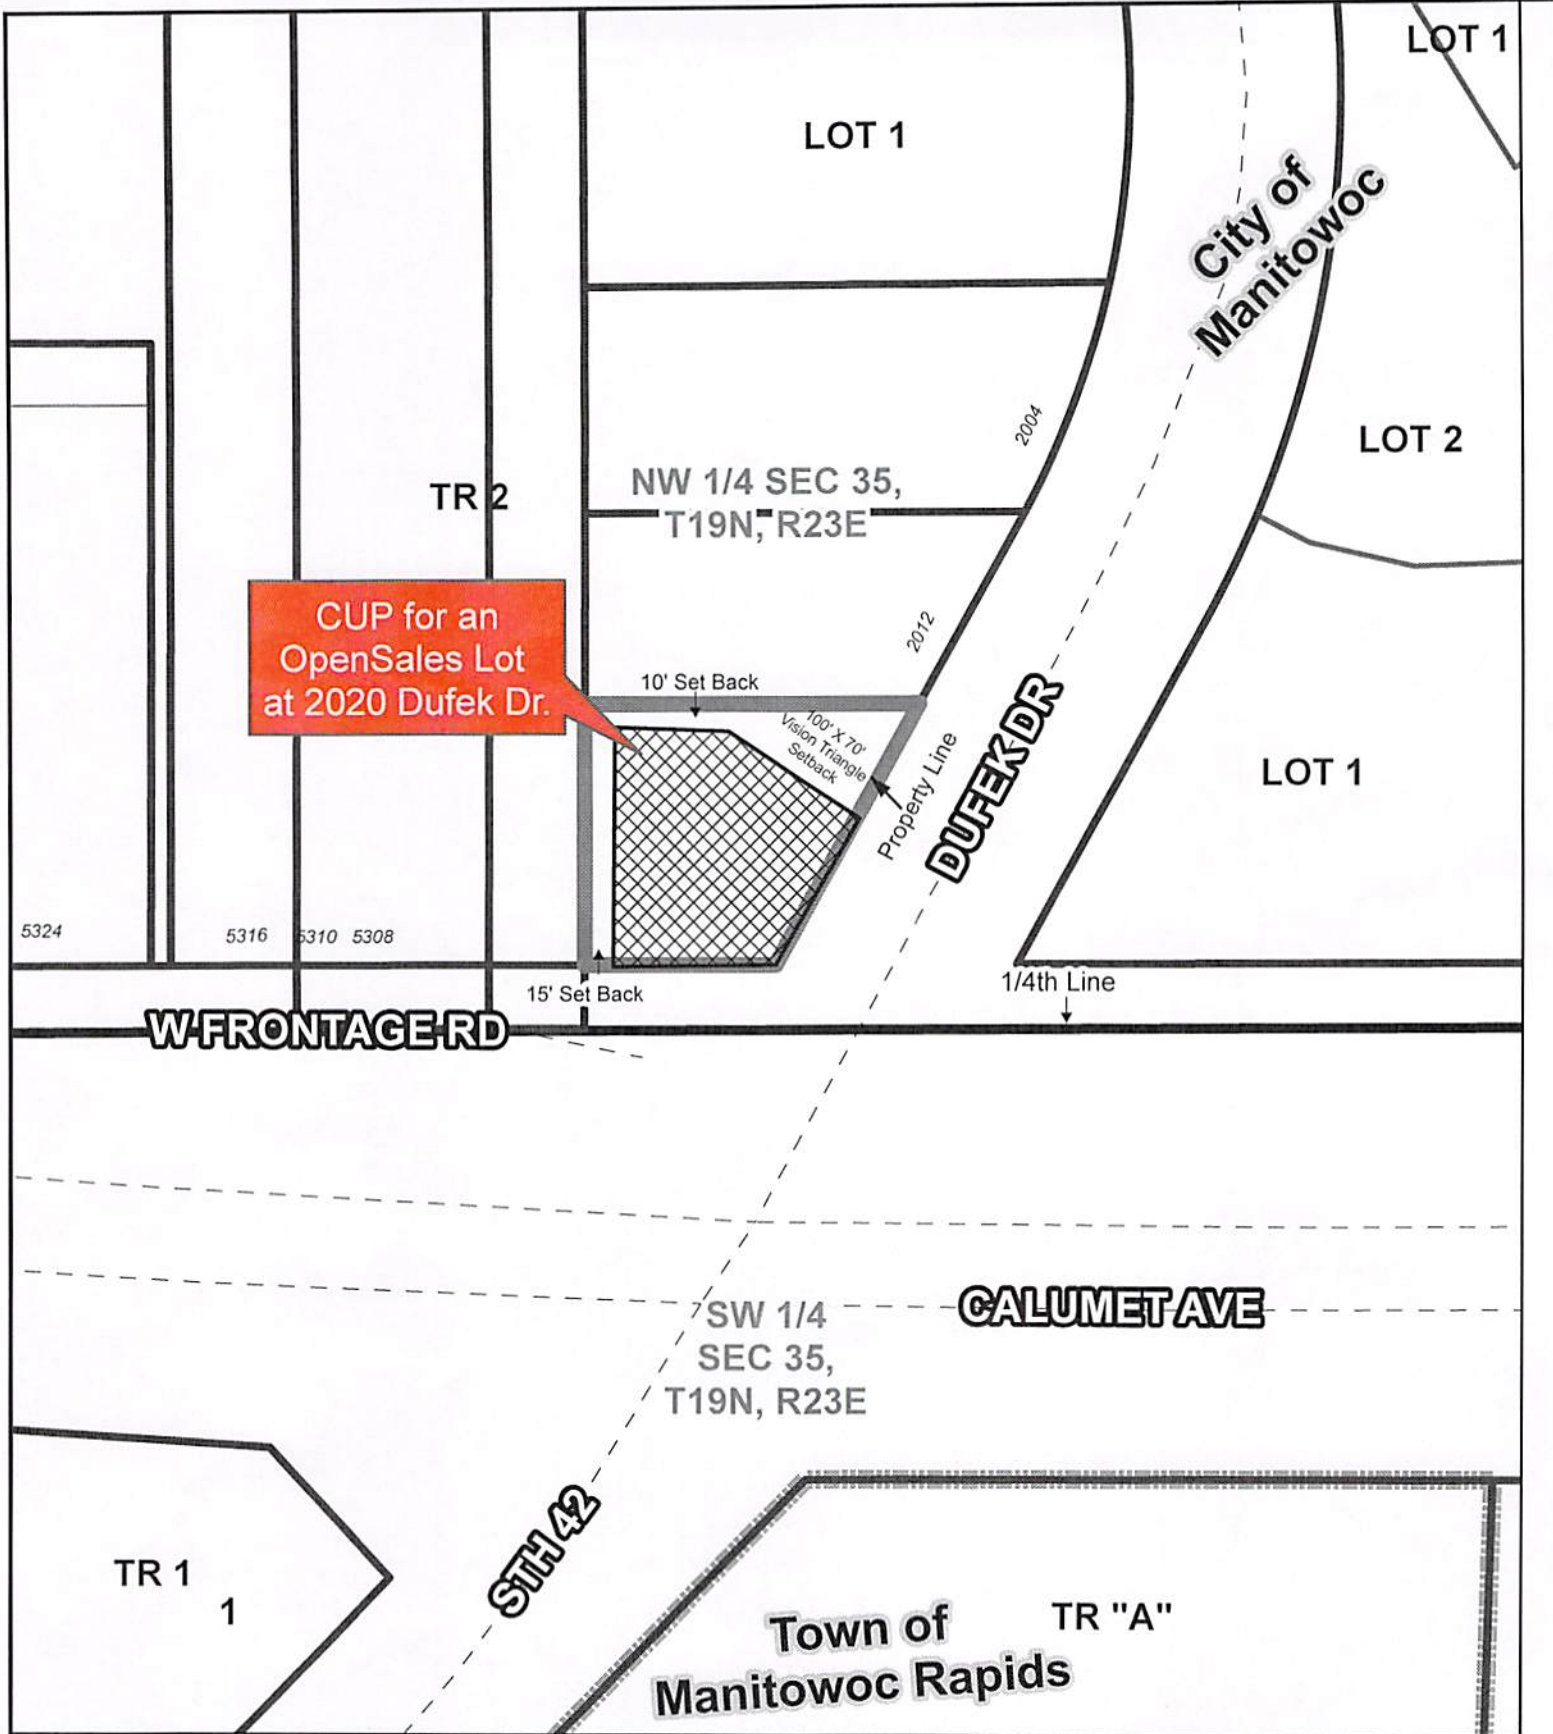 LOT 1
LOT 1
City of
Manitowoc
2004
LOT 2
NW 1/4 SEC 35,
T19N, R23E
TR 2
CUP for an
OpenSales Lot
at 2020 Dufek Dr.
2012
10' Set Back
100' X 70'
Vision Triangle
Setback
Property Line
DUFEK DR
LOT 1
5324
5316
5310
5308
15' Set Back
1/4th Line
W FRONTAGE RD
CALUMET AVE
SW 1/4
SEC 35,
T19N, R23E
STH 42
TR 1
1
TR "A"
Town of
Manitowoc Rapids